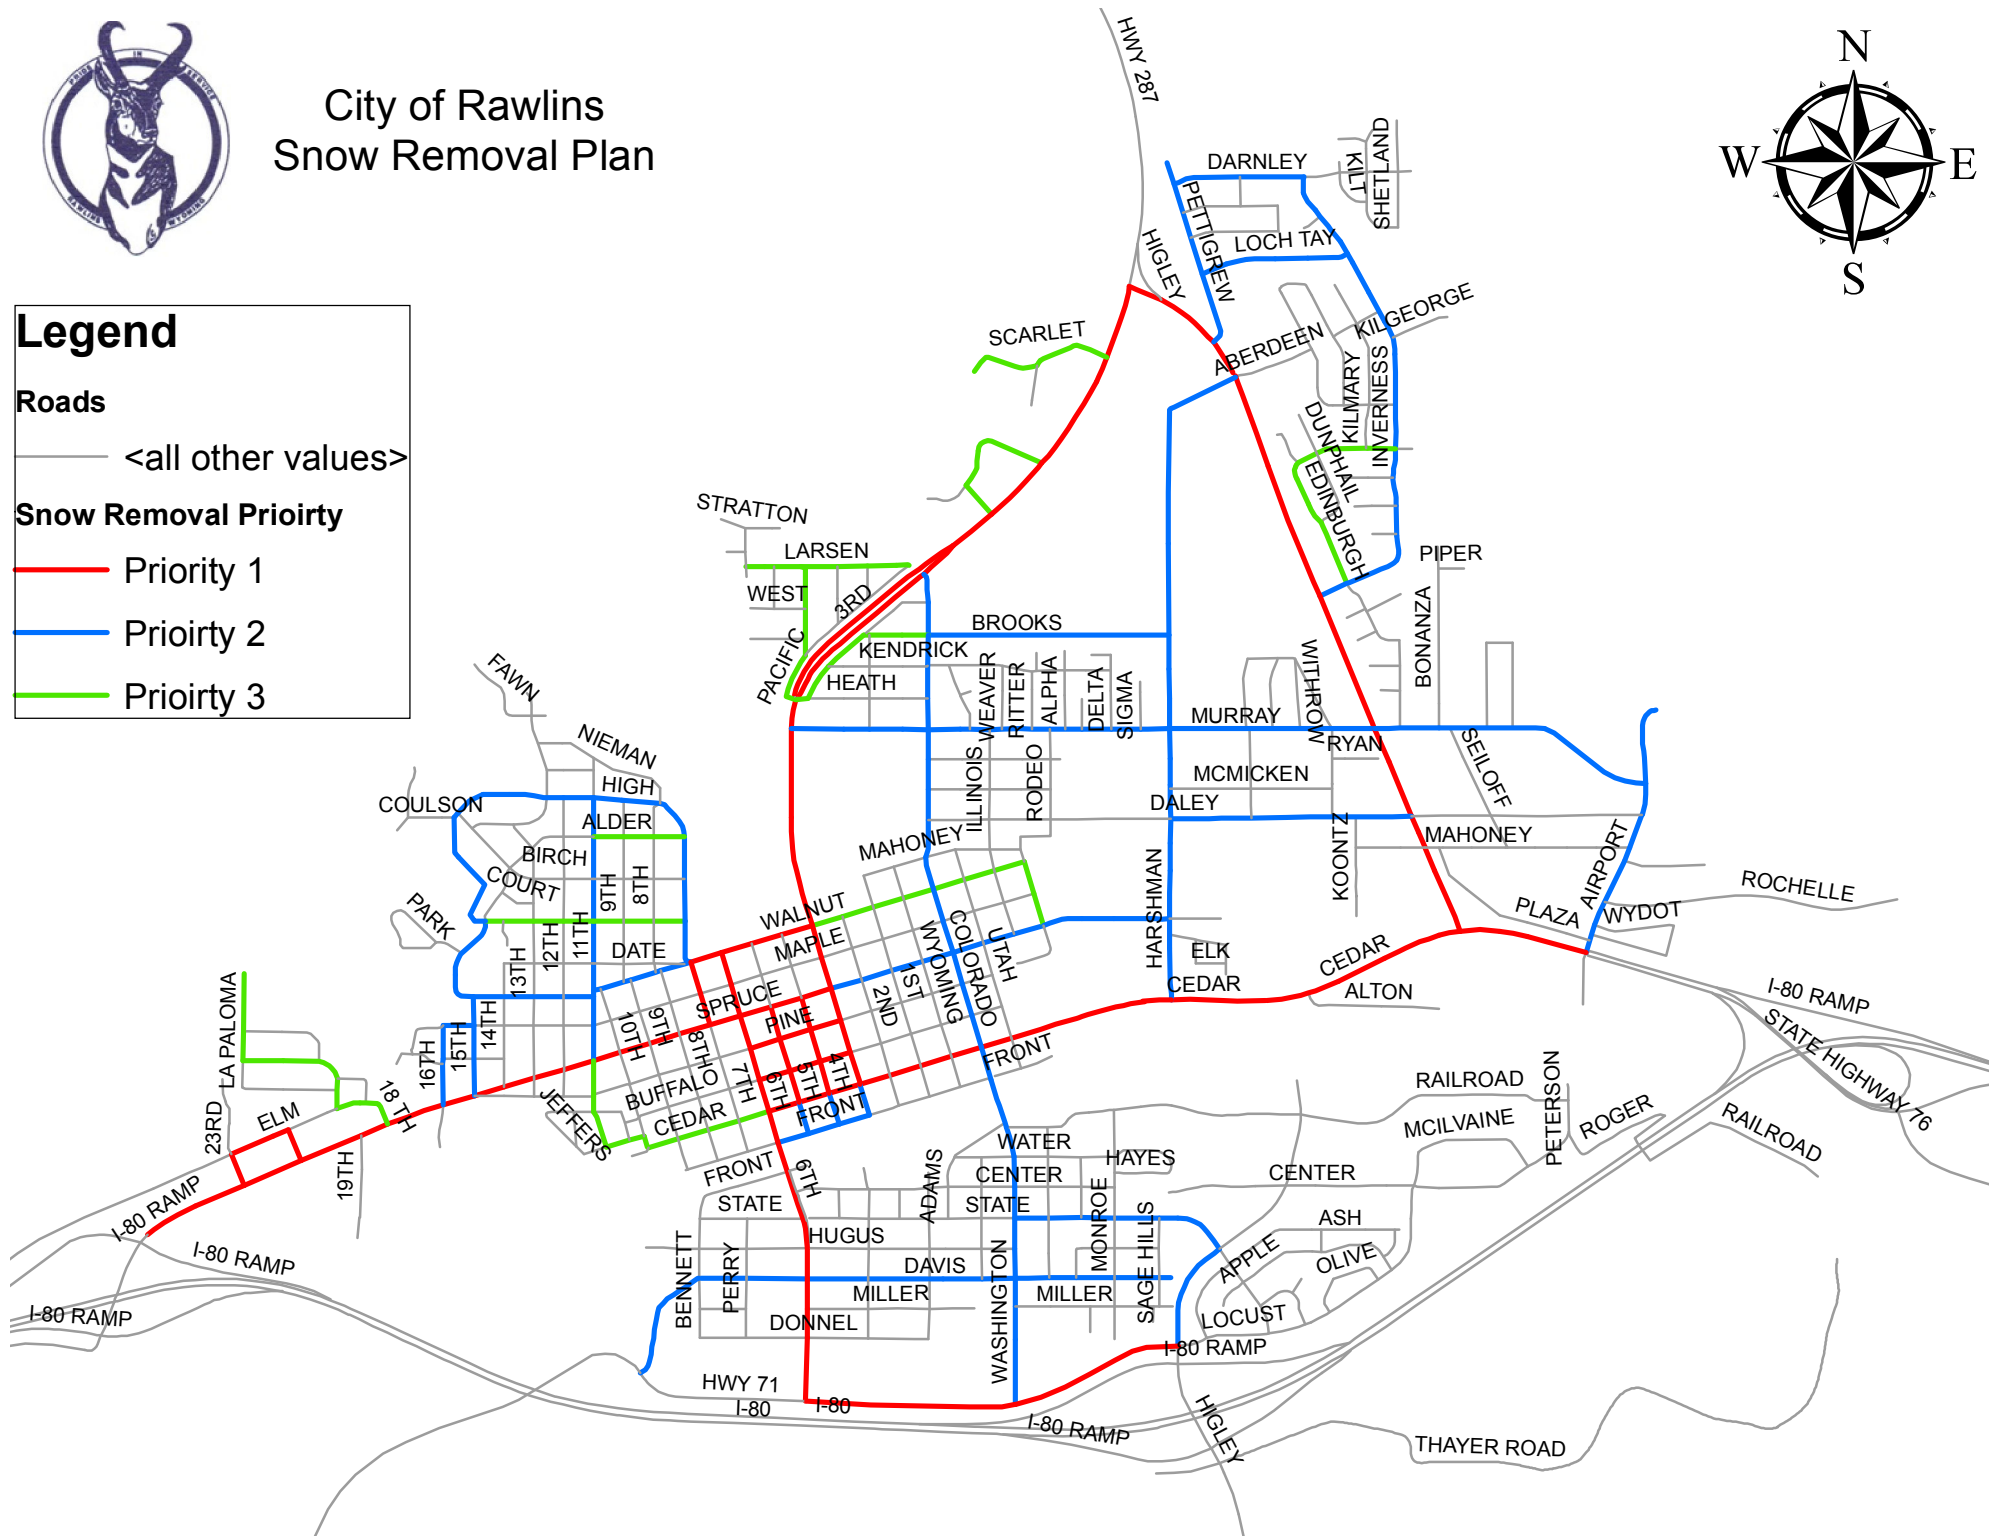 PRIDE IN SERVICE
RAWLINS WYOMING
City of Rawlins
Snow Removal Plan
N
W
E
S
Legend
Roads
<all other values>
Snow Removal Prioirty
Priority 1
Prioirty 2
Prioirty 3
HWY 287
DARNLEY
KILT
SHETLAND
PETTIGREW
LOCH TAY
HIGLEY
KILGEORGE
SCARLET
ABERDEEN
KILMARY
INVERNESS
DUNPHAIL
EDINBURGH
STRATTON
LARSEN
WEST
3RD
PACIFIC
PIPER
BONANZA
BROOKS
KENDRICK
HEATH
WEAVER
RITTER
ALPHA
DELTA
SIGMA
WITHROW
FAWN
NIEMAN
HIGH
MURRAY
RYAN
SEILOFF
ILLINOIS
RODEO
MCMICKEN
DALEY
COULSON
ALDER
BIRCH
COURT
9TH
8TH
MAHONEY
MAHONEY
KOONTZ
HARSHMAN
AIRPORT
ROCHELLE
PLAZA
WYDOT
PARK
13TH
12TH
11TH
DATE
WALNUT
MAPLE
WYOMING
COLORADO
UTAH
1ST
2ND
ELK
CEDAR
CEDAR
ALTON
I-80 RAMP
STATE HIGHWAY 76
LA PALOMA
16TH
15TH
14TH
10TH
9TH
8TH
SPRUCE
PINE
7TH
6TH
5TH
4TH
FRONT
18 TH
JEFFERS
BUFFALO
CEDAR
FRONT
23RD
ELM
19TH
I-80 RAMP
FRONT
6TH
RAILROAD
PETERSON
MCILVAINE
ROGER
RAILROAD
WATER
HAYES
CENTER
CENTER
ADAMS
STATE
STATE
MONROE
SAGE HILLS
ASH
APPLE
OLIVE
HUGUS
BENNETT
PERRY
DAVIS
WASHINGTON
MILLER
MILLER
LOCUST
DONNEL
I-80 RAMP
I-80 RAMP
I-80 RAMP
HWY 71
I-80
I-80
I-80 RAMP
HIGLEY
THAYER ROAD